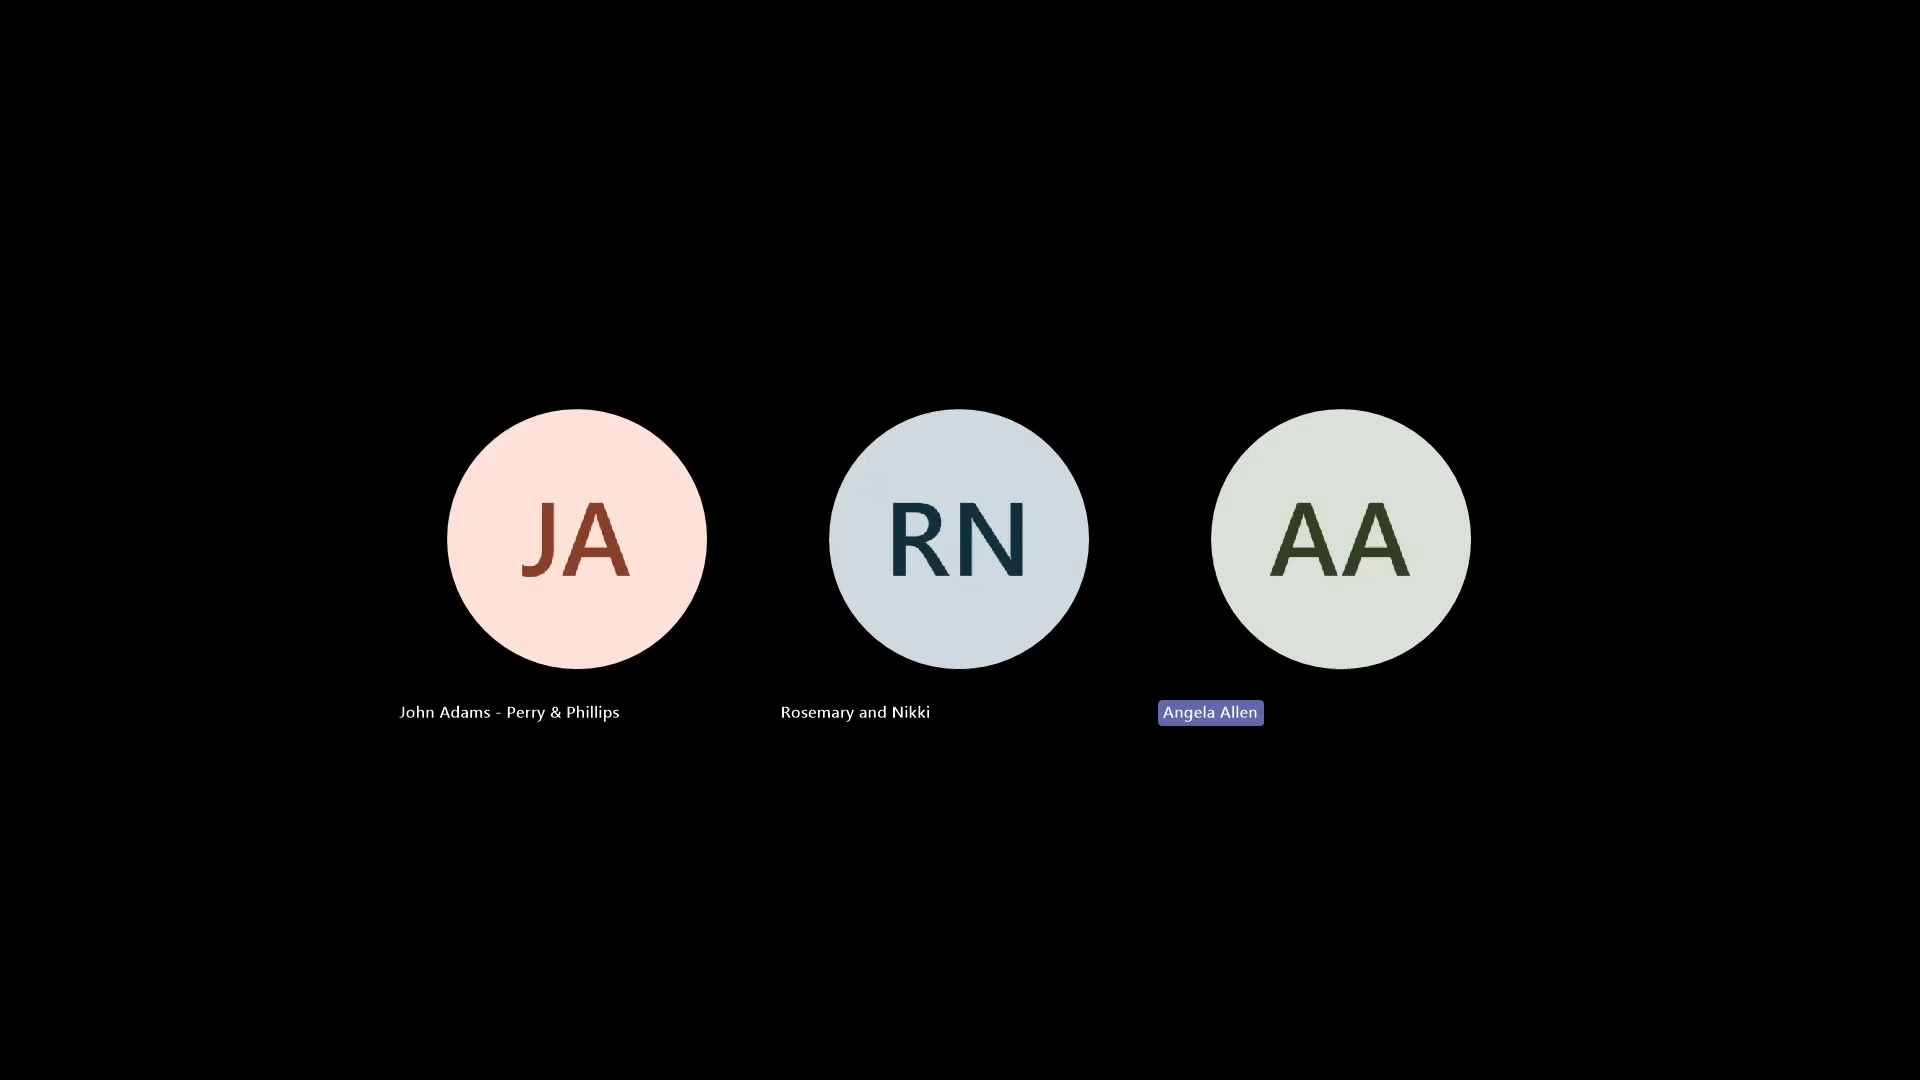 JA
RN
AA
John Adams - Perry & Phillips
Rosemary and Nikki
Angela Allen